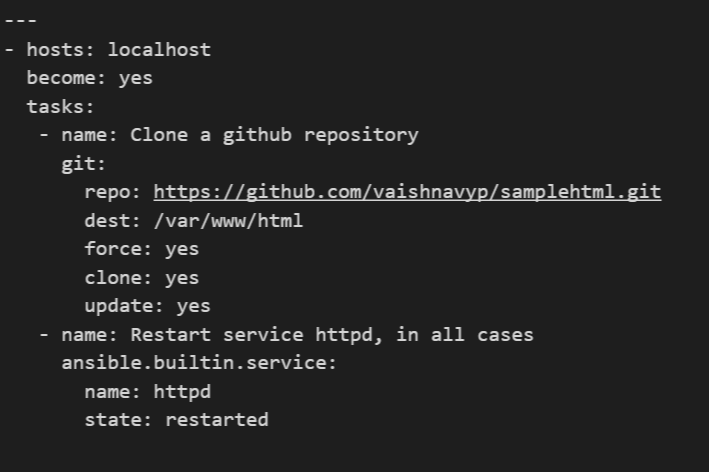 ---
- hosts: localhost
  become: yes
  tasks:
   - name: Clone a github repository
     git:
       repo: https://github.com/vaishnavyp/samplehtml.git
       dest: /var/www/html
       force: yes
       clone: yes
       update: yes
   - name: Restart service httpd, in all cases
     ansible.builtin.service:
       name: httpd
       state: restarted